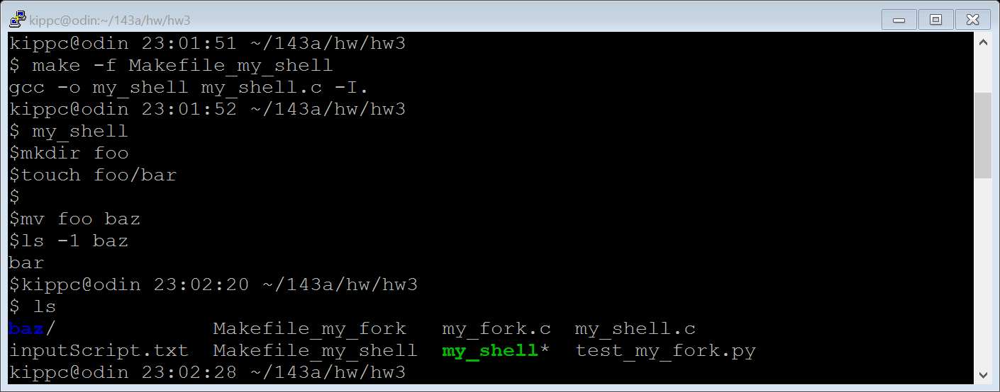 kippc@odin:~/143a/hw/hw3
kippc@odin 23:01:51 ~/143a/hw/hw3
$ make -f Makefile_my_shell
gcc -o my_shell my_shell.c -I.
kippc@odin 23:01:52 ~/143a/hw/hw3
$ my_shell
$mkdir foo
$touch foo/bar
$
$mv foo baz
$ls -1 baz
bar
$kippc@odin 23:02:20 ~/143a/hw/hw3
$ ls
baz/             Makefile_my_fork   my_fork.c  my_shell.c
inputScript.txt  Makefile_my_shell  my_shell*  test_my_fork.py
kippc@odin 23:02:28 ~/143a/hw/hw3